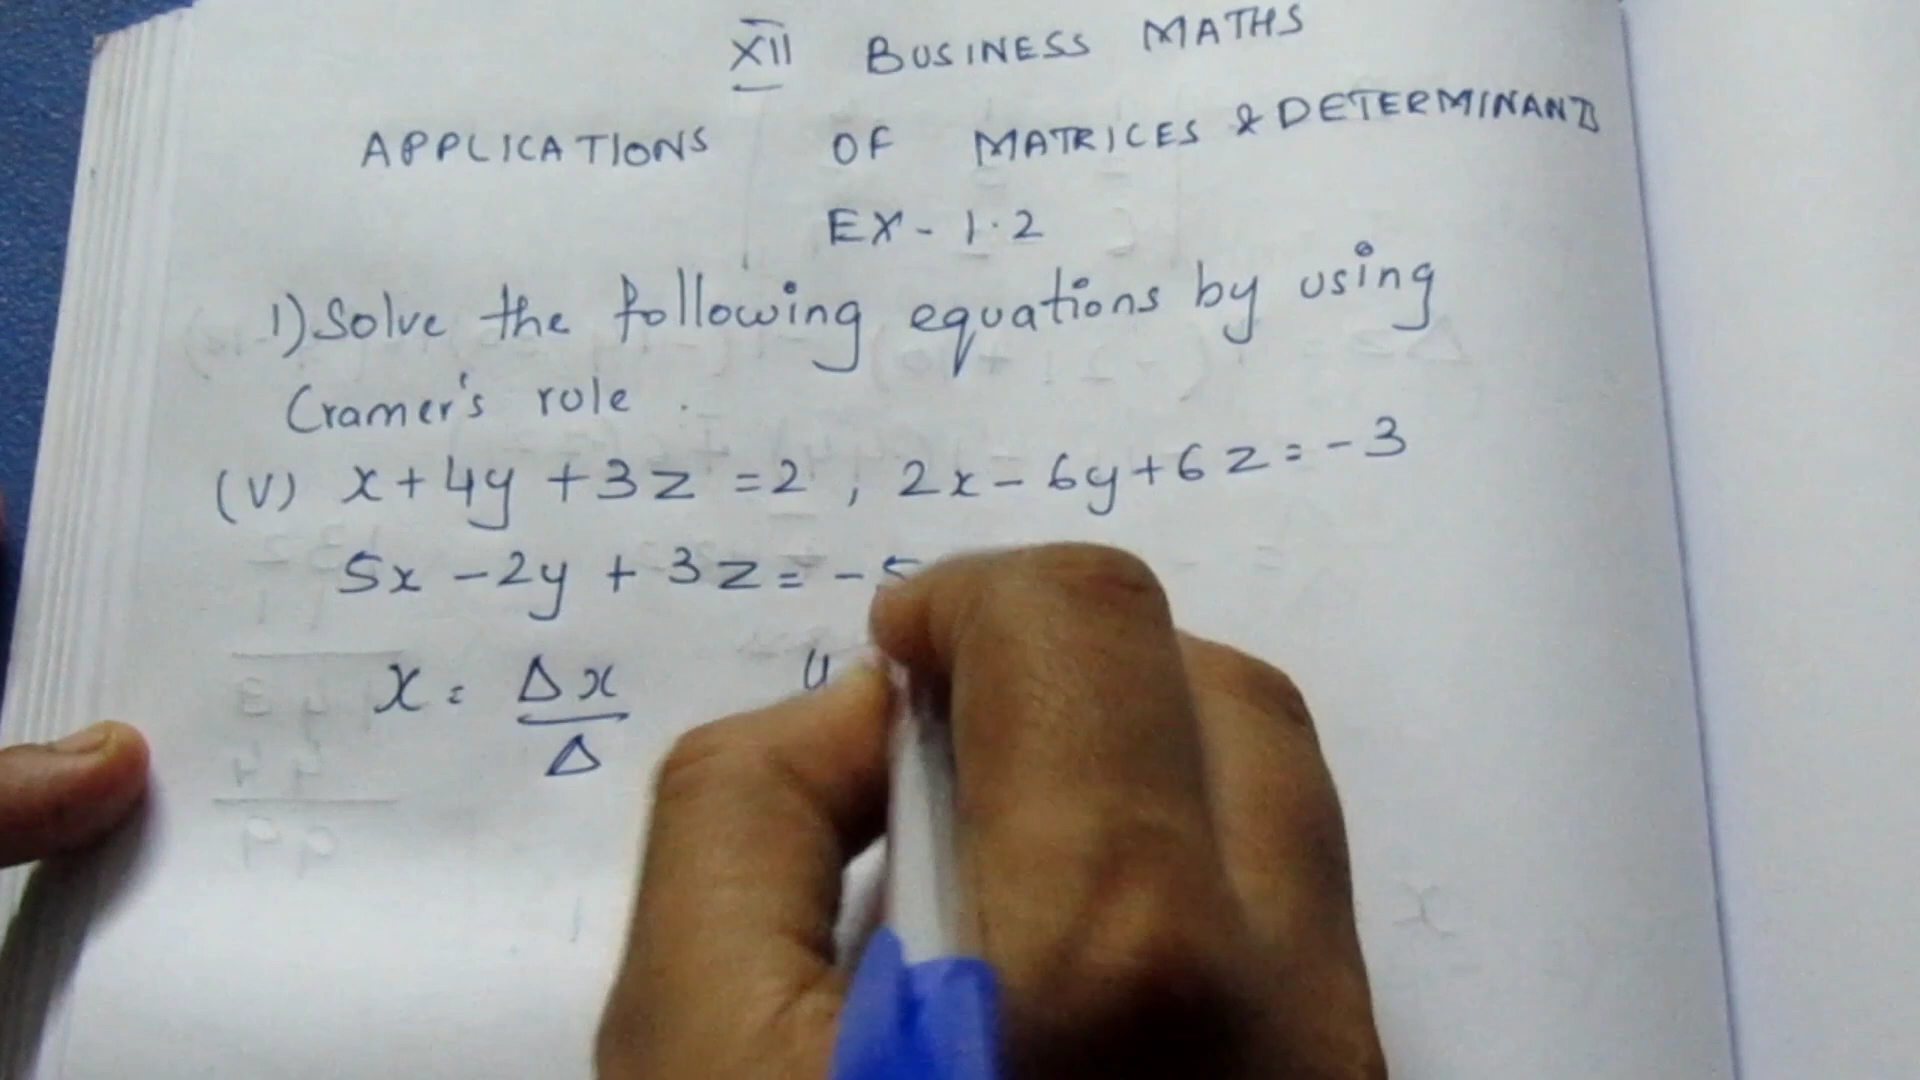 XII BUSINESS MATHS
APPLICATIONS OF MATRICES & DETERMINANTS
EX - 1.2
1) Solve the following equations by using
Cramer's rule.
(V) x + 4y + 3z = 2, 2x - 6y + 6z = -3
5x - 2y + 3z = -5
x = Δx / Δ y